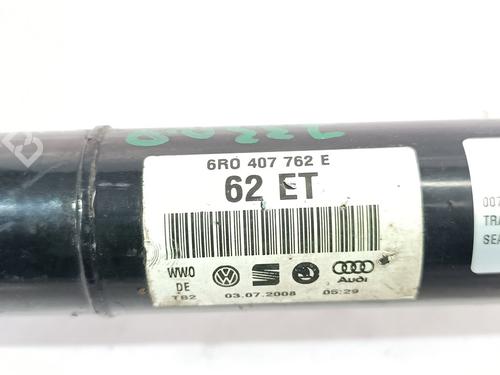 6R0 407 762 E
62 ET
WW0
DE
TB2
03.07.2008 05:29
Audi
007
TRA
SEA